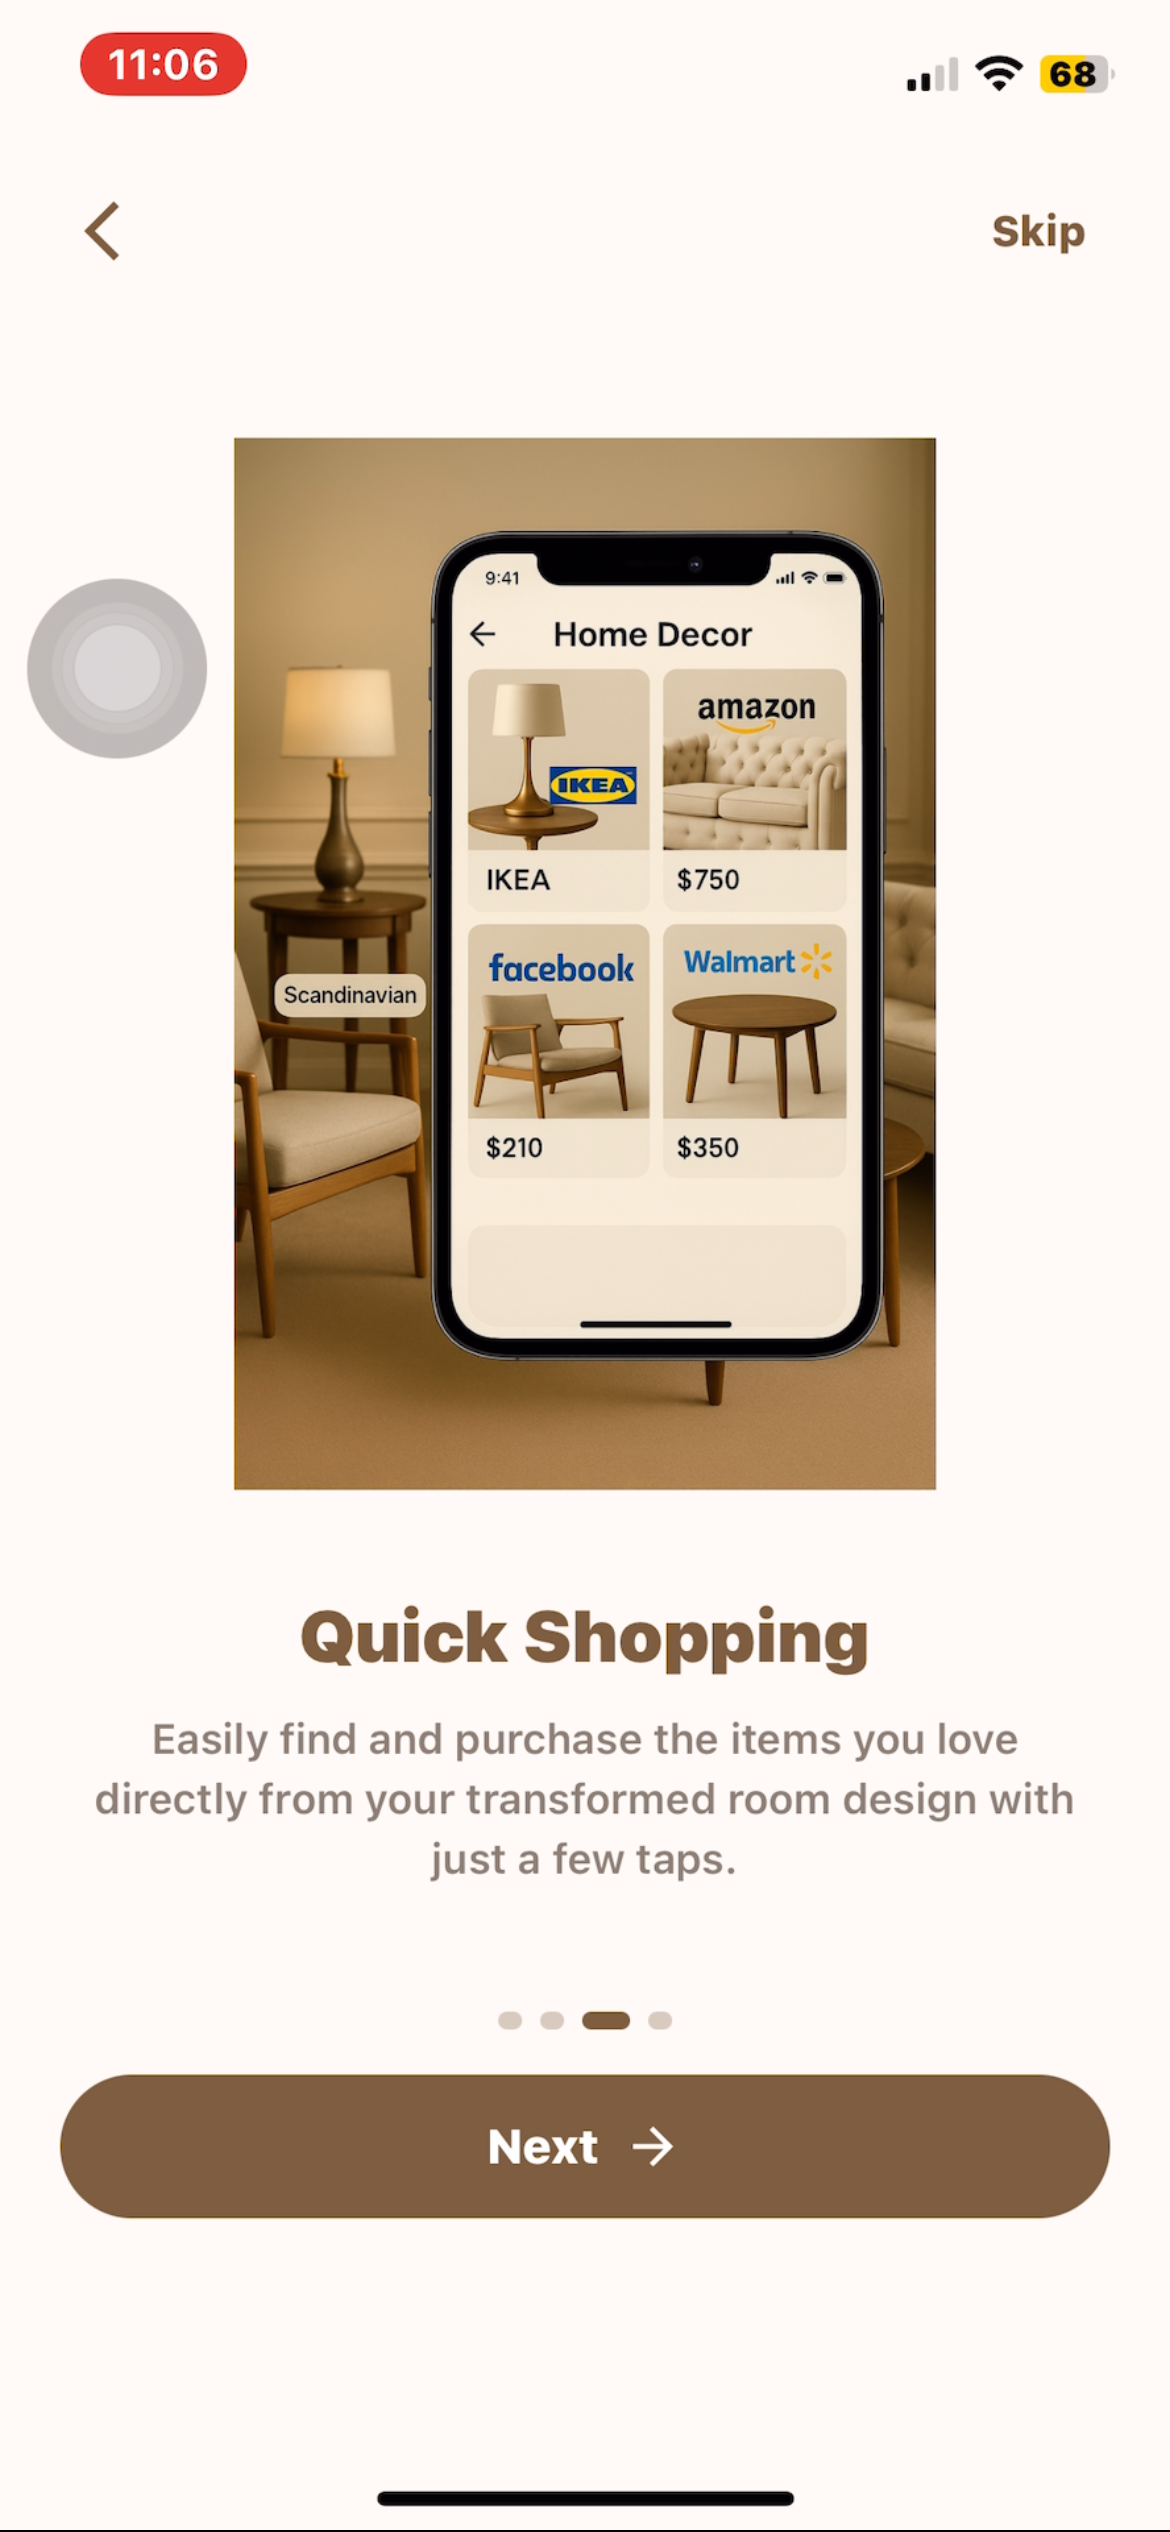 11:06
68
Skip
9:41
Home Decor
IKEA
amazon
IKEA
$750
facebook
Walmart
Scandinavian
$210
$350
Quick Shopping
Easily find and purchase the items you love
directly from your transformed room design with
just a few taps.
Next